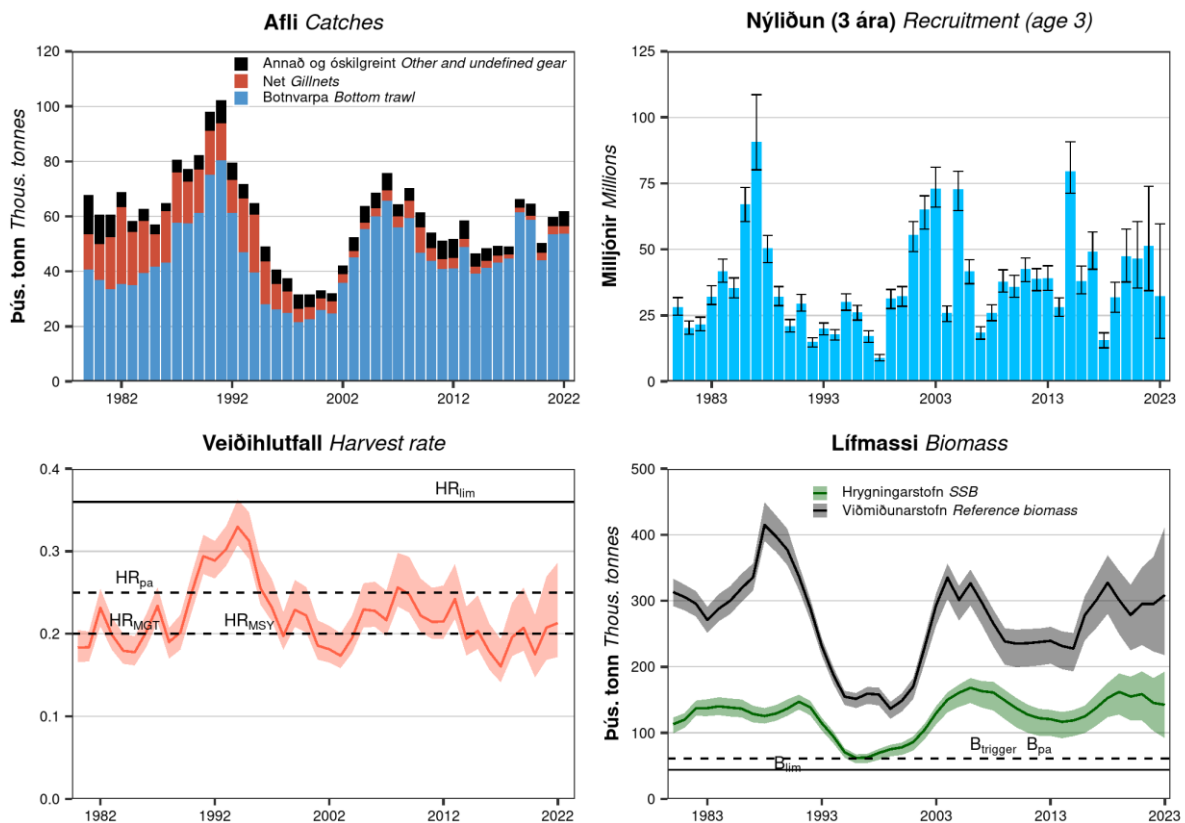 Afli Catches
Þús. tonn Thous. tonnes
120
100
80
60
40
20
0
Annað og óskilgreint Other and undefined gear
Net Gillnets
Botnvarpa Bottom trawl
1982 1992 2002 2012 2022
Nýliðun (3 ára) Recruitment (age 3)
Milljónir Millions
125
100
75
50
25
0
1983 1993 2003 2013 2023
Veiðihlutfall Harvest rate
0.4
0.3
0.2
0.1
0.0
HRlim
HRpa
HRMGT HRMSY
1982 1992 2002 2012 2022
Lífmassi Biomass
Þús. tonn Thous. tonnes
500
400
300
200
100
0
Hrygningarstofn SSB
Viðmiðunarstofn Reference biomass
Btrigger Bpa
Blim
1983 1993 2003 2013 2023